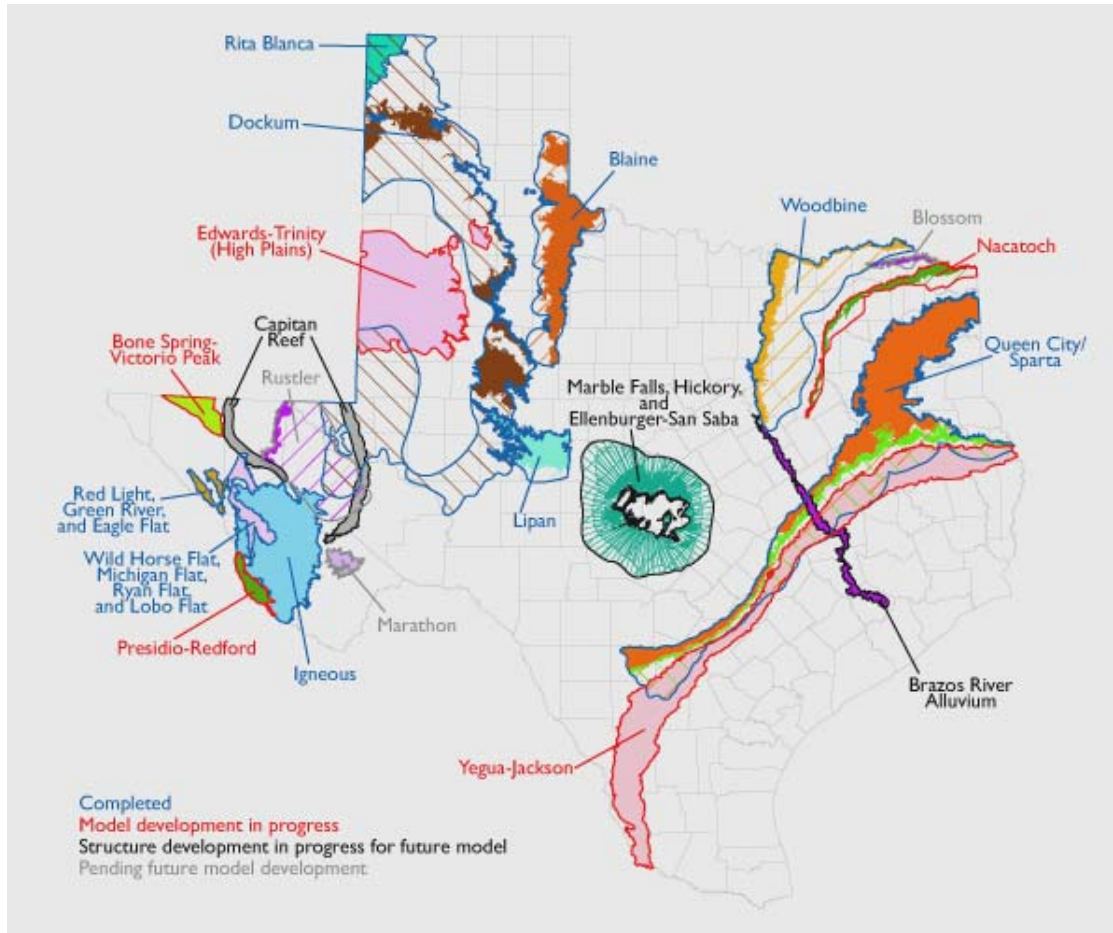 Rita Blanca
Dockum
Blaine
Woodbine
Blossom
Nacatoch
Edwards-Trinity
(High Plains)
Capitan
Reef
Bone Spring-
Victorio Peak
Rustler
Queen City/
Sparta
Marble Falls, Hickory,
and
Ellenburger-San Saba
Red Light,
Green River,
and Eagle Flat
Lipan
Wild Horse Flat,
Michigan Flat,
Ryan Flat,
and Lobo Flat
Marathon
Presidio-Redford
Igneous
Brazos River
Alluvium
Yegua-Jackson
Completed
Model development in progress
Structure development in progress for future model
Pending future model development